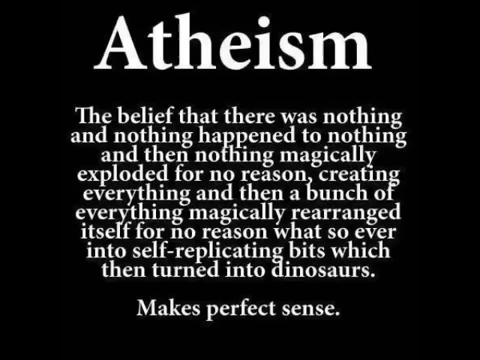 Atheism
The belief that there was nothing
and nothing happened to nothing
and then nothing magically
exploded for no reason, creating
everything and then a bunch of
everything magically rearranged
itself for no reason what so ever
into self-replicating bits which
then turned into dinosaurs.
Makes perfect sense.